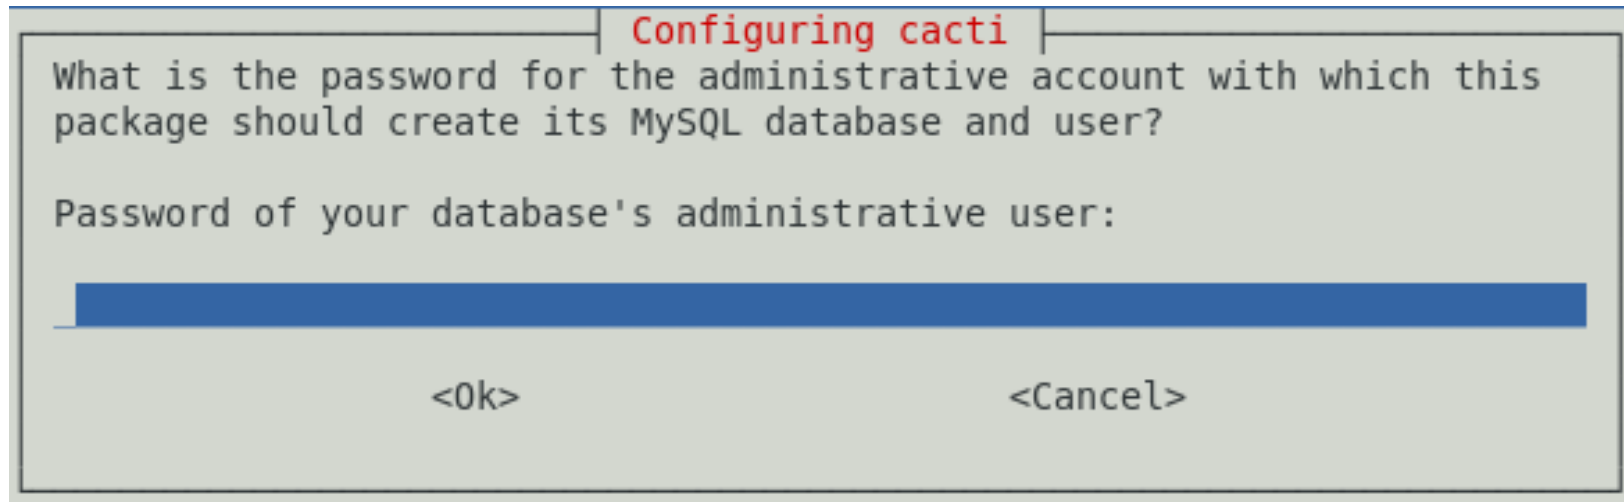 Configuring cacti
What is the password for the administrative account with which this
package should create its MySQL database and user?
Password of your database's administrative user:
<Ok> <Cancel>